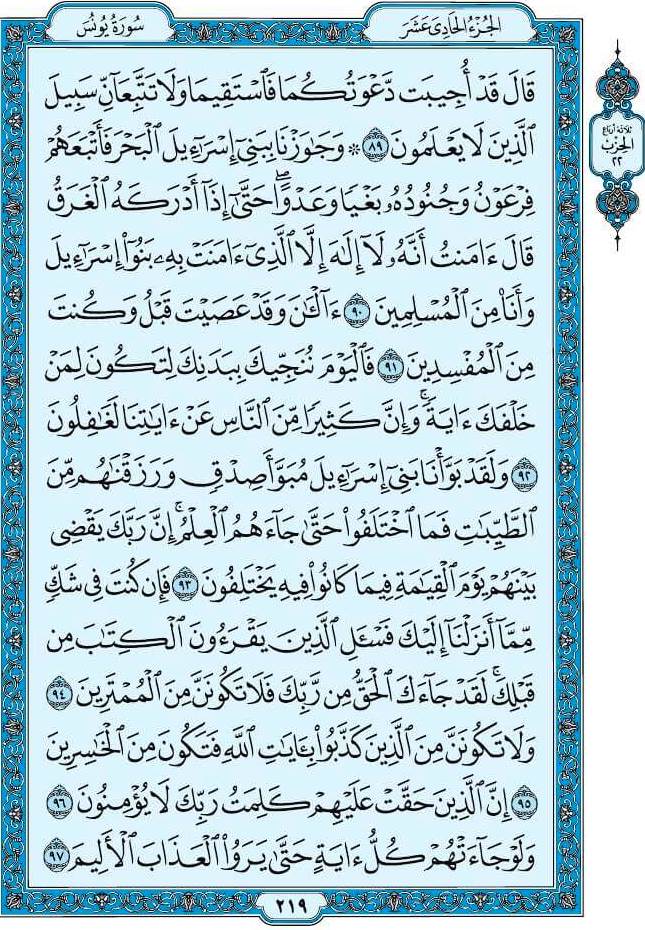 الجُزْءُ الحَادِى عَشَرَ
سُورَةُ يُونُسَ
قَالَ قَدْ أُجِيبَت دَّعْوَتُكُمَا فَٱسْتَقِيمَا وَلَا تَتَّبِعَآنِّ سَبِيلَ
ٱلَّذِينَ لَا يَعْلَمُونَ ٨٩ ۞ وَجَٰوَزْنَا بِبَنِىٓ إِسْرَٰٓءِيلَ ٱلْبَحْرَ فَأَتْبَعَهُمْ
فِرْعَوْنُ وَجُنُودُهُۥ بَغْيًا وَعَدْوًا ۖ حَتَّىٰٓ إِذَآ أَدْرَكَهُ ٱلْغَرَقُ
قَالَ ءَامَنتُ أَنَّهُۥ لَآ إِلَٰهَ إِلَّا ٱلَّذِىٓ ءَامَنَتْ بِهِۦ بَنُوٓا۟ إِسْرَٰٓءِيلَ
وَأَنَا۠ مِنَ ٱلْمُسْلِمِينَ ٩٠ ءَآلْـَٰٔنَ وَقَدْ عَصَيْتَ قَبْلُ وَكُنتَ
مِنَ ٱلْمُفْسِدِينَ ٩١ فَٱلْيَوْمَ نُنَجِّيكَ بِبَدَنِكَ لِتَكُونَ لِمَنْ
خَلْفَكَ ءَايَةً ۚ وَإِنَّ كَثِيرًا مِّنَ ٱلنَّاسِ عَنْ ءَايَٰتِنَا لَغَٰفِلُونَ
٩٢ وَلَقَدْ بَوَّأْنَا بَنِىٓ إِسْرَٰٓءِيلَ مُبَوَّأَ صِدْقٍ وَرَزَقْنَٰهُم مِّنَ
ٱلطَّيِّبَٰتِ فَمَا ٱخْتَلَفُوا۟ حَتَّىٰ جَآءَهُمُ ٱلْعِلْمُ ۚ إِنَّ رَبَّكَ يَقْضِى
بَيْنَهُمْ يَوْمَ ٱلْقِيَٰمَةِ فِيمَا كَانُوا۟ فِيهِ يَخْتَلِفُونَ ٩٣ فَإِن كُنتَ فِى شَكٍّ
مِّمَّآ أَنزَلْنَآ إِلَيْكَ فَسْـَٔلِ ٱلَّذِينَ يَقْرَءُونَ ٱلْكِتَٰبَ مِن
قَبْلِكَ ۚ لَقَدْ جَآءَكَ ٱلْحَقُّ مِن رَّبِّكَ فَلَا تَكُونَنَّ مِنَ ٱلْمُمْتَرِينَ ٩٤
وَلَا تَكُونَنَّ مِنَ ٱلَّذِينَ كَذَّبُوا۟ بِـَٔايَٰتِ ٱللَّهِ فَتَكُونَ مِنَ ٱلْخَٰسِرِينَ
٩٥ إِنَّ ٱلَّذِينَ حَقَّتْ عَلَيْهِمْ كَلِمَتُ رَبِّكَ لَا يُؤْمِنُونَ ٩٦
وَلَوْ جَآءَتْهُمْ كُلُّ ءَايَةٍ حَتَّىٰ يَرَوُا۟ ٱلْعَذَابَ ٱلْأَلِيمَ ٩٧
٢١٩
ثلاثة أرباع
الحِزْبِ
٢٢